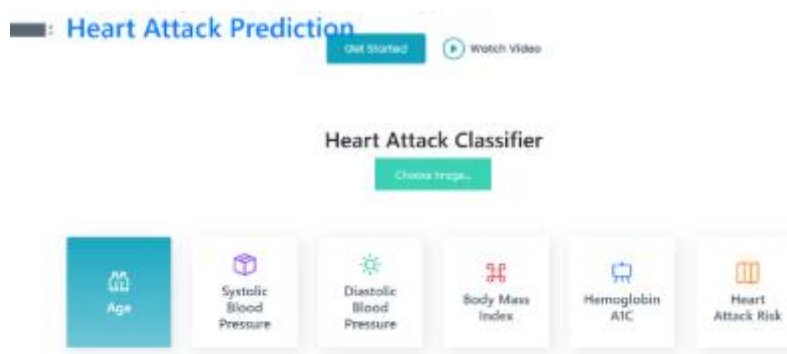 Heart Attack Prediction
Get Started
Watch Video
Heart Attack Classifier
Choose Image...
Age
Systolic
Blood
Pressure
Diastolic
Blood
Pressure
Body Mass
Index
Hemoglobin
A1C
Heart
Attack Risk